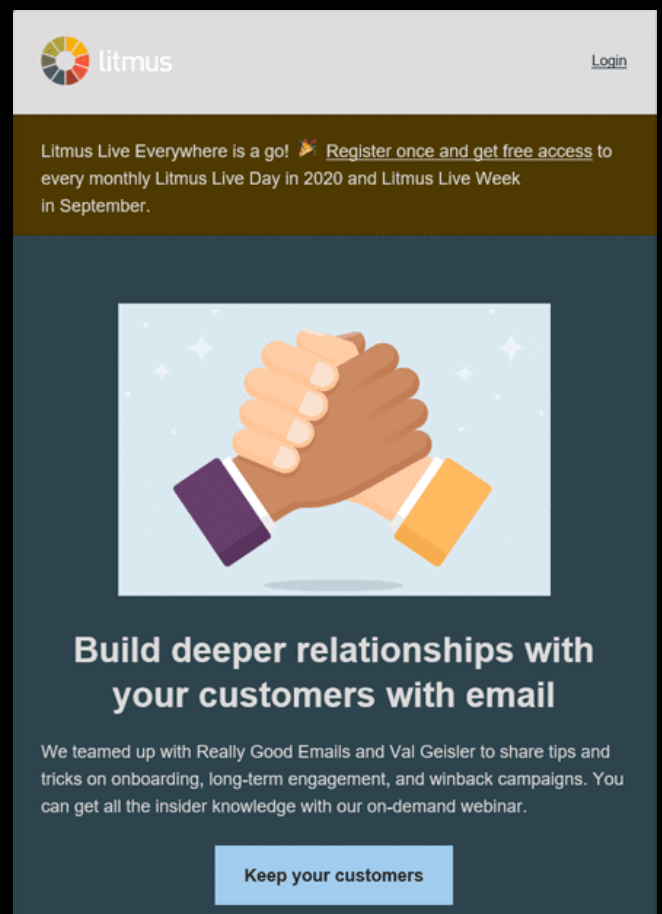 litmus
Login
Litmus Live Everywhere is a go! 🎉 Register once and get free access to
every monthly Litmus Live Day in 2020 and Litmus Live Week
in September.
Build deeper relationships with
your customers with email
We teamed up with Really Good Emails and Val Geisler to share tips and
tricks on onboarding, long-term engagement, and winback campaigns. You
can get all the insider knowledge with our on-demand webinar.
Keep your customers